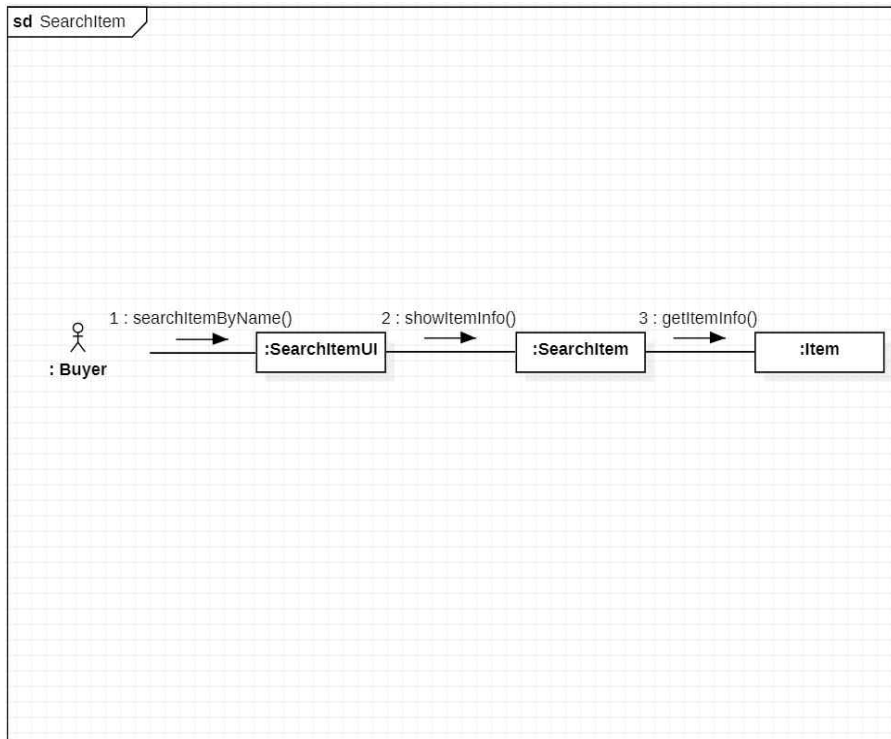 sd SearchItem
1 : searchItemByName()
2 : showItemInfo()
3 : getItemInfo()
: Buyer
:SearchItemUI
:SearchItem
:Item